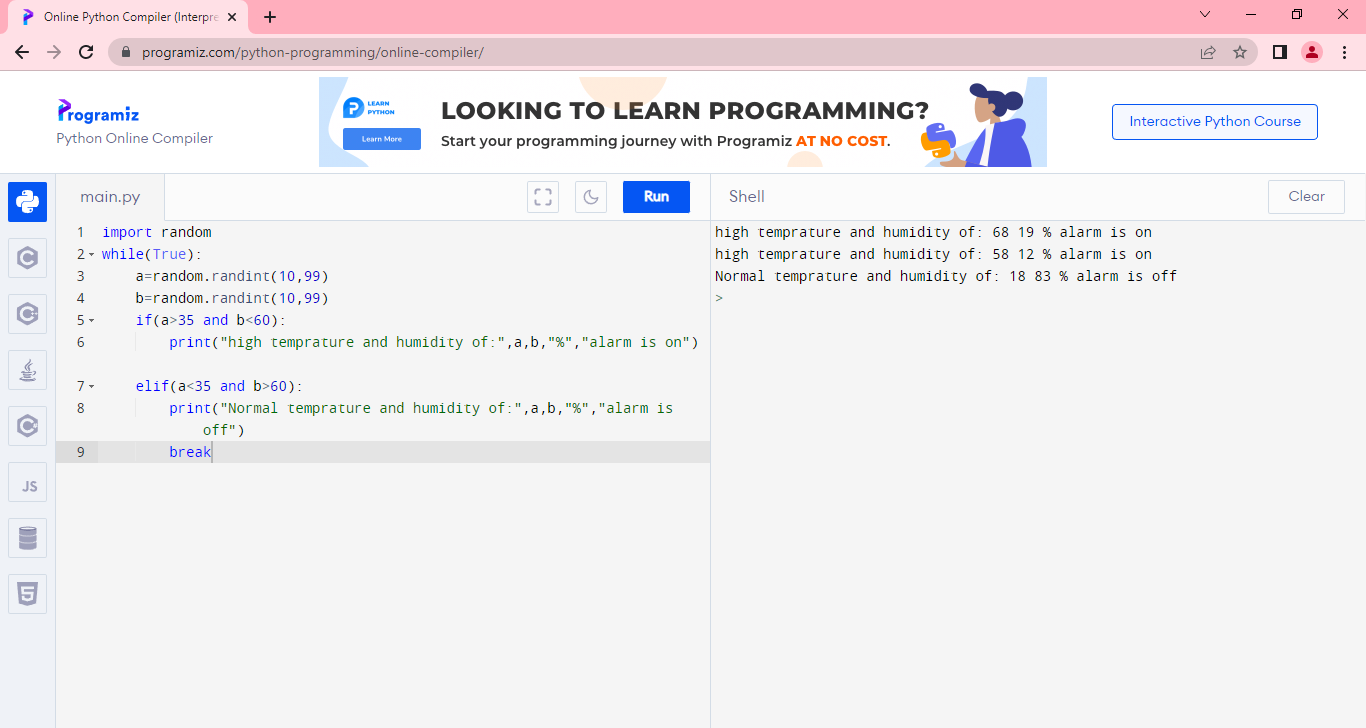 Online Python Compiler (Interpre
programiz.com/python-programming/online-compiler/
Programiz
Python Online Compiler
LEARN
PYTHON
Learn More
LOOKING TO LEARN PROGRAMMING?
Start your programming journey with Programiz AT NO COST.
Interactive Python Course
main.py
Run
Shell
Clear
1 import random
2 while(True):
3     a=random.randint(10,99)
4     b=random.randint(10,99)
5     if(a>35 and b<60):
6         print("high temprature and humidity of:",a,b,"%","alarm is on")
7     elif(a<35 and b>60):
8         print("Normal temprature and humidity of:",a,b,"%","alarm is
off")
9         break
high temprature and humidity of: 68 19 % alarm is on
high temprature and humidity of: 58 12 % alarm is on
Normal temprature and humidity of: 18 83 % alarm is off
>
JS